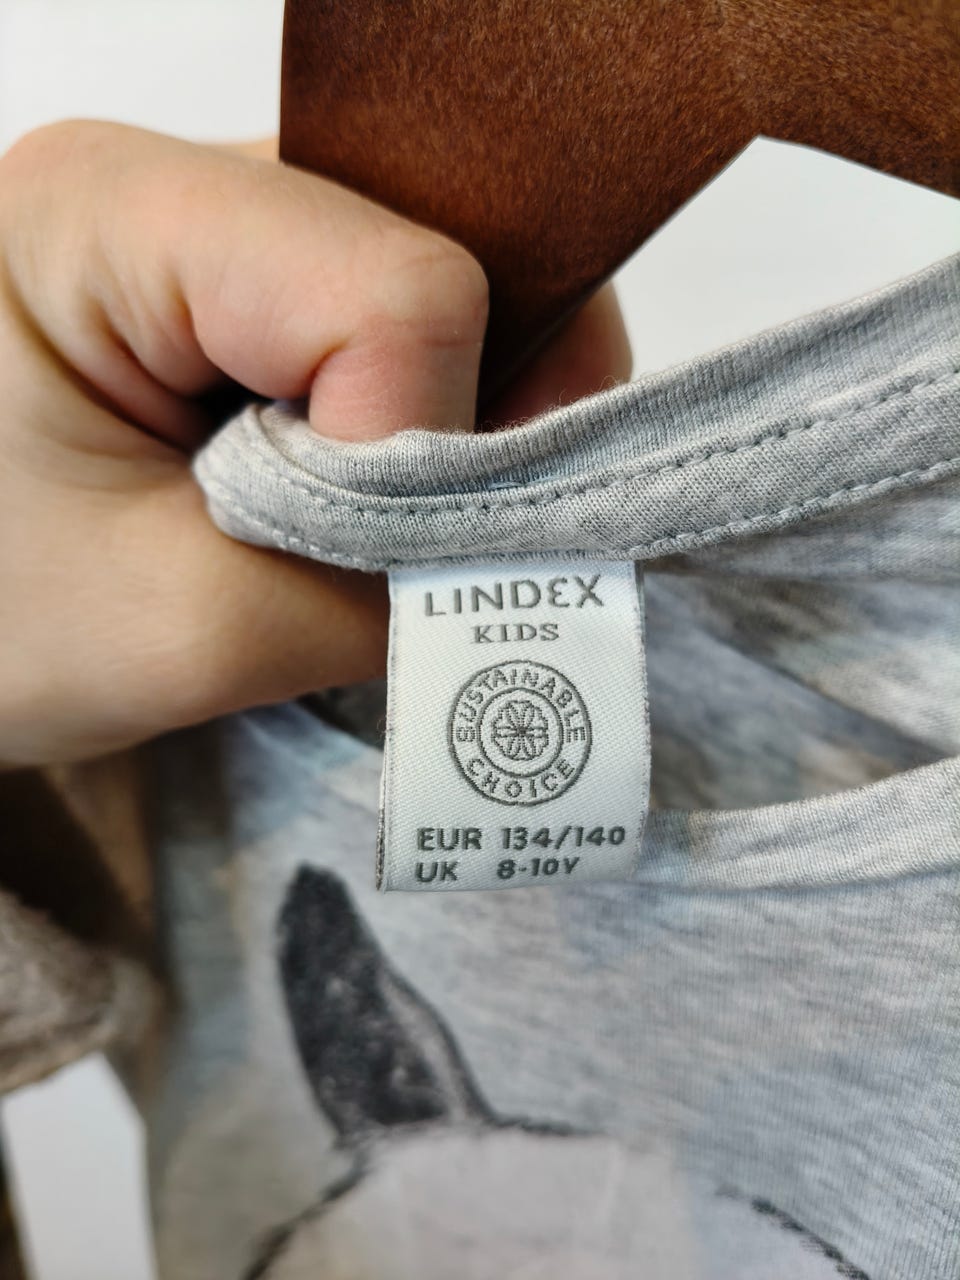 LINDEX
KIDS
SUSTAINABLE
CHOICE
EUR 134/140
UK 8-10Y